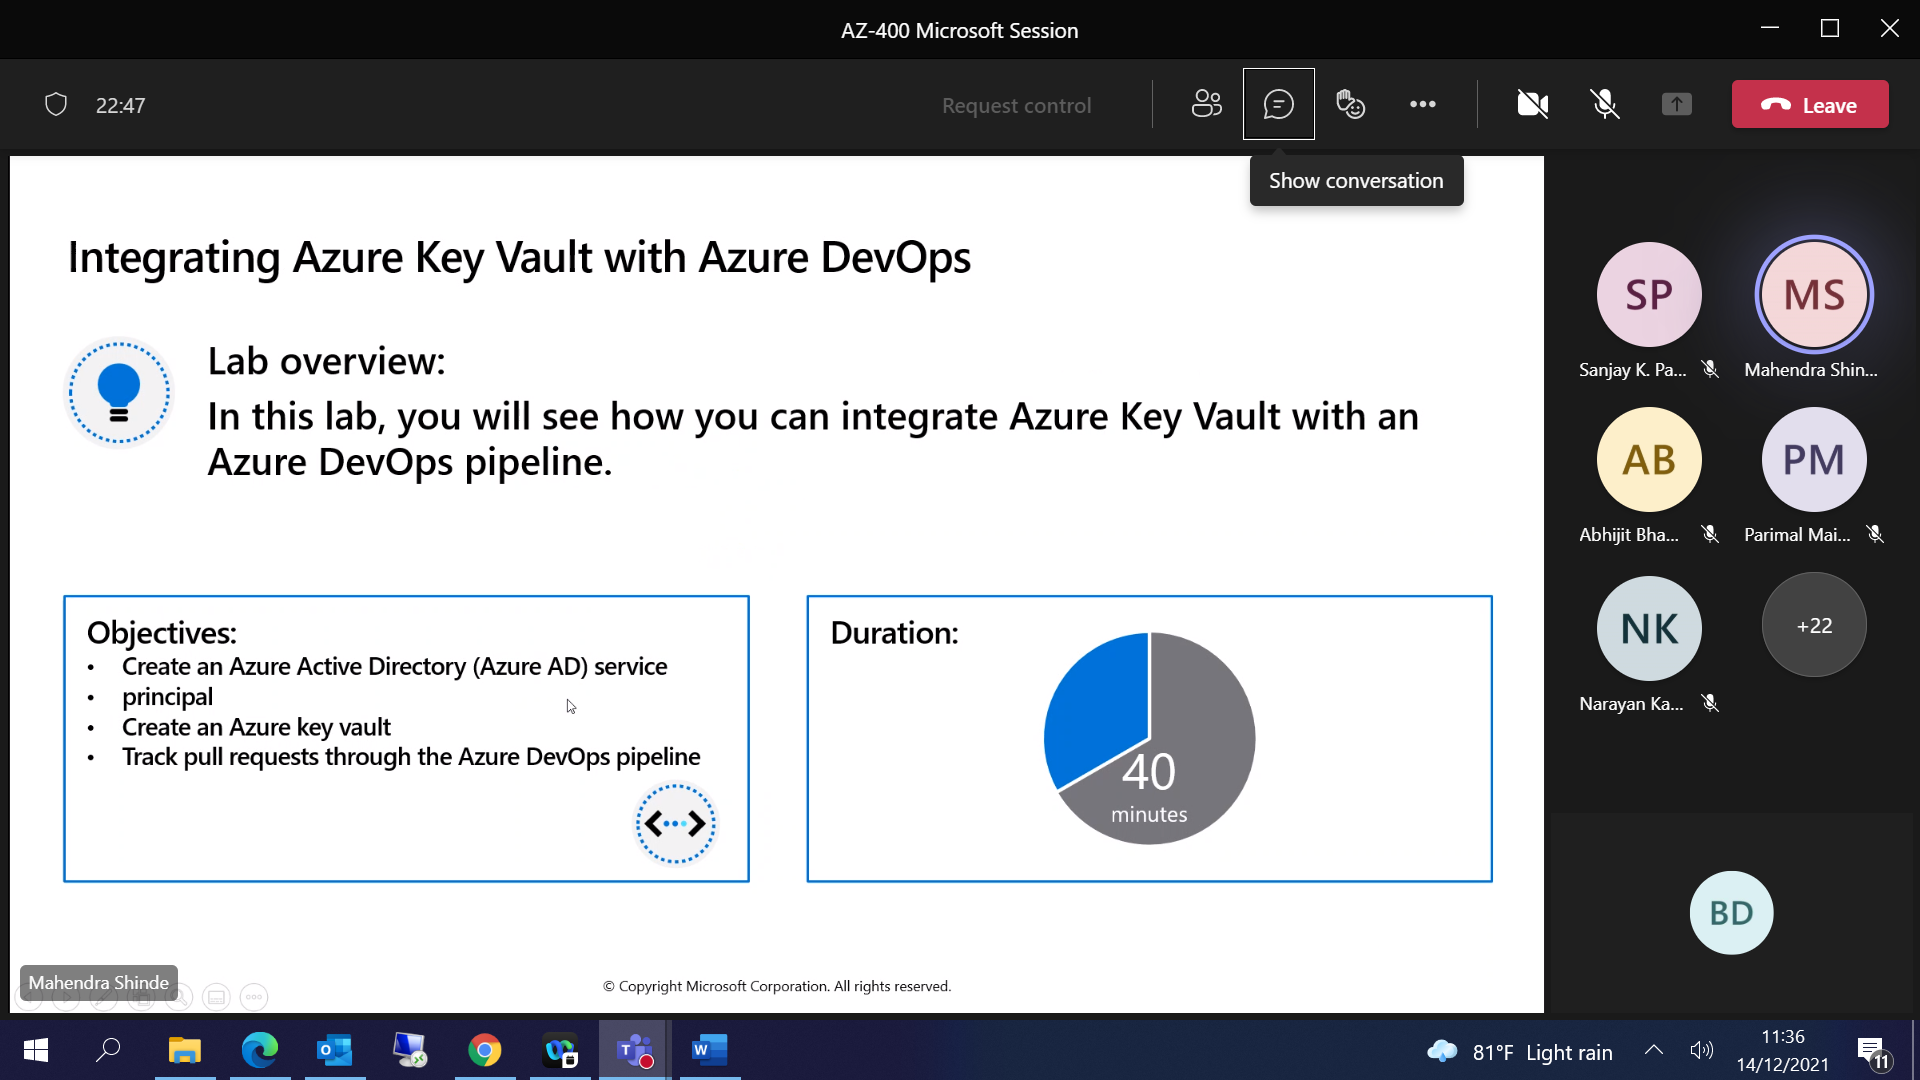 AZ-400 Microsoft Session
22:47
Request control
Leave
Show conversation
Integrating Azure Key Vault with Azure DevOps
Lab overview:
In this lab, you will see how you can integrate Azure Key Vault with an
Azure DevOps pipeline.
Objectives:
• Create an Azure Active Directory (Azure AD) service
• principal
• Create an Azure key vault
• Track pull requests through the Azure DevOps pipeline
Duration:
40
minutes
© Copyright Microsoft Corporation. All rights reserved.
Mahendra Shinde
SP
MS
Sanjay K. Pa...
Mahendra Shin...
AB
PM
Abhijit Bha...
Parimal Mai...
NK
+22
Narayan Ka...
BD
81°F Light rain
11:36
14/12/2021
11